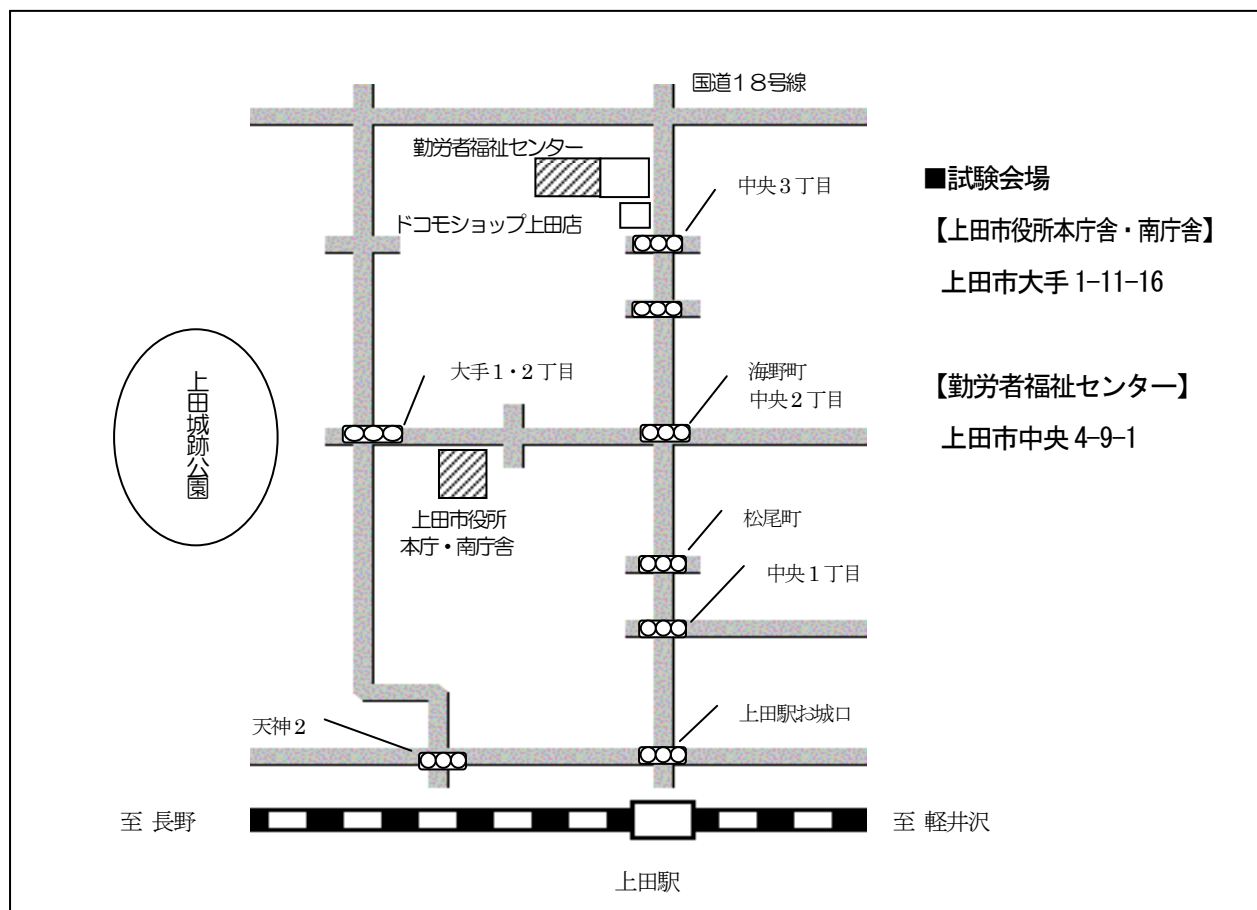 国道１８号線
勤労者福祉センター
中央３丁目
ドコモショップ上田店
■試験会場
【上田市役所本庁舎・南庁舎】
上田市大手 1-11-16
【勤労者福祉センター】
上田市中央 4-9-1
上田城跡公園
大手１・２丁目
海野町
中央２丁目
上田市役所
本庁・南庁舎
松尾町
中央１丁目
天神２
上田駅お城口
至 長野
至 軽井沢
上田駅